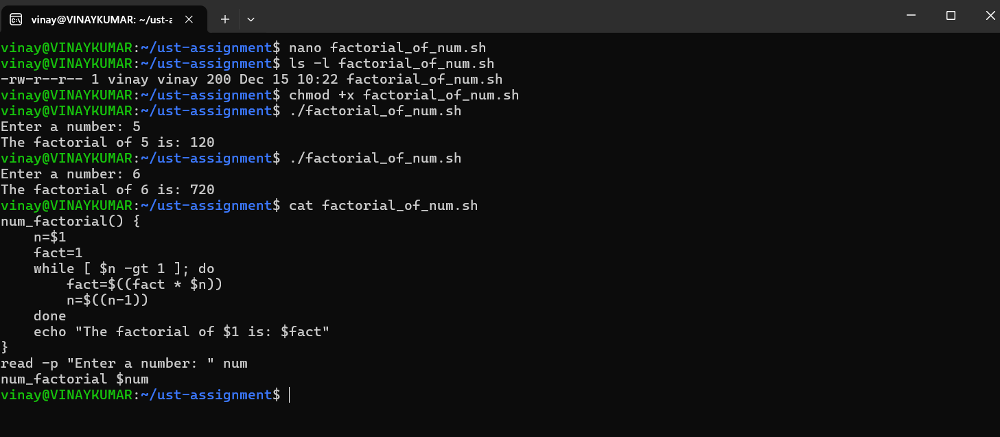 vinay@VINAYKUMAR: ~/ust-a
vinay@VINAYKUMAR:~/ust-assignment$ nano factorial_of_num.sh
vinay@VINAYKUMAR:~/ust-assignment$ ls -l factorial_of_num.sh
-rw-r--r-- 1 vinay vinay 200 Dec 15 10:22 factorial_of_num.sh
vinay@VINAYKUMAR:~/ust-assignment$ chmod +x factorial_of_num.sh
vinay@VINAYKUMAR:~/ust-assignment$ ./factorial_of_num.sh
Enter a number: 5
The factorial of 5 is: 120
vinay@VINAYKUMAR:~/ust-assignment$ ./factorial_of_num.sh
Enter a number: 6
The factorial of 6 is: 720
vinay@VINAYKUMAR:~/ust-assignment$ cat factorial_of_num.sh
num_factorial() {
    n=$1
    fact=1
    while [ $n -gt 1 ]; do
        fact=$((fact * $n))
        n=$((n-1))
    done
    echo "The factorial of $1 is: $fact"
}
read -p "Enter a number: " num
num_factorial $num
vinay@VINAYKUMAR:~/ust-assignment$